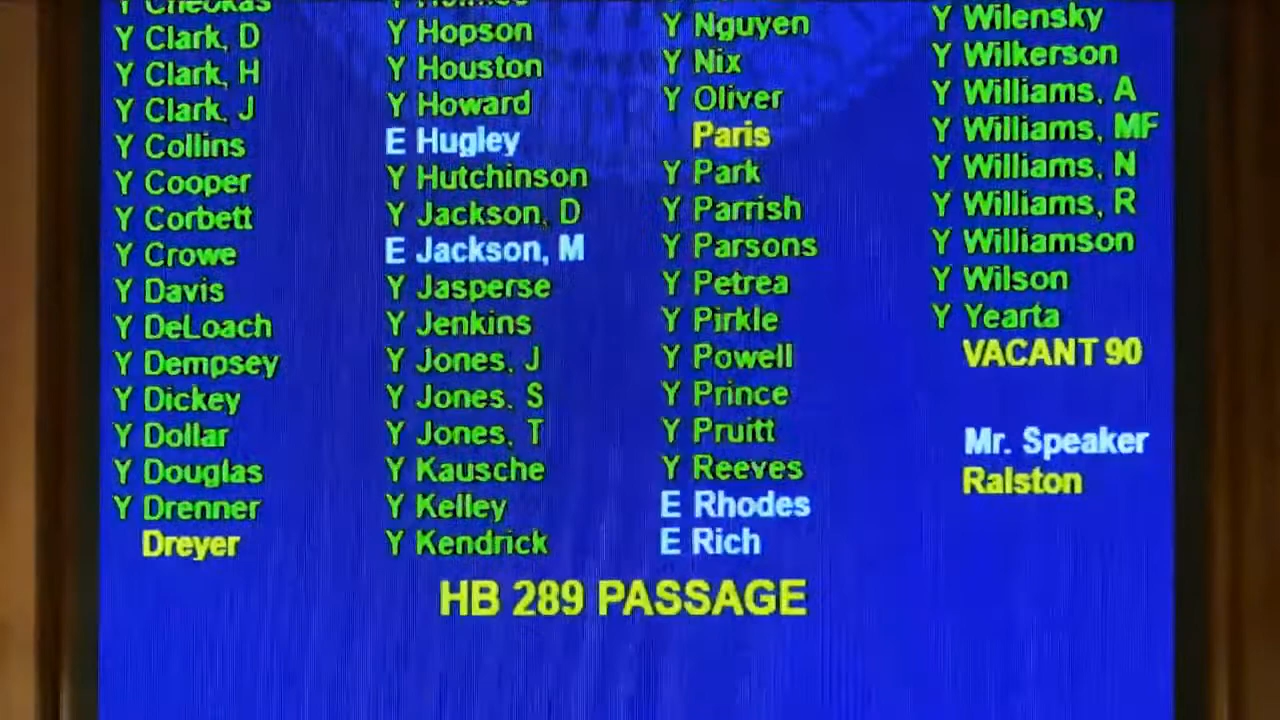 Y Cheokas
Y Clark, D
Y Clark, H
Y Clark, J
Y Collins
Y Cooper
Y Corbett
Y Crowe
Y Davis
Y DeLoach
Y Dempsey
Y Dickey
Y Dollar
Y Douglas
Y Drenner
Dreyer
Y Hopson
Y Houston
Y Howard
E Hugley
Y Hutchinson
Y Jackson, D
E Jackson, M
Y Jasperse
Y Jenkins
Y Jones, J
Y Jones, S
Y Jones, T
Y Kausche
Y Kelley
Y Kendrick
Y Nguyen
Y Nix
Y Oliver
Paris
Y Park
Y Parrish
Y Parsons
Y Petrea
Y Pirkle
Y Powell
Y Prince
Y Pruitt
Y Reeves
E Rhodes
E Rich
Y Wilensky
Y Wilkerson
Y Williams, A
Y Williams, MF
Y Williams, N
Y Williams, R
Y Williamson
Y Wilson
Y Yearta
VACANT 90
Mr. Speaker
Ralston
HB 289 PASSAGE